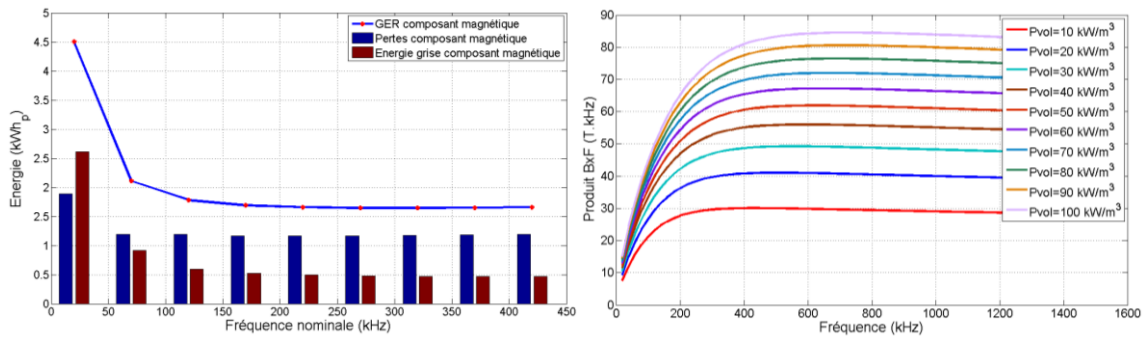 GER composant magnétique
Pertes composant magnétique
Energie grise composant magnétique
Energie (kWhp)
5
4.5
4
3.5
3
2.5
2
1.5
1
0.5
0
0 50 100 150 200 250 300 350 400 450
Fréquence nominale (kHz)
Produit BxF (T.kHz)
90
80
70
60
50
40
30
20
10
0
Pvol=10 kW/m³
Pvol=20 kW/m³
Pvol=30 kW/m³
Pvol=40 kW/m³
Pvol=50 kW/m³
Pvol=60 kW/m³
Pvol=70 kW/m³
Pvol=80 kW/m³
Pvol=90 kW/m³
Pvol=100 kW/m³
0 200 400 600 800 1000 1200 1400 1600
Fréquence (kHz)